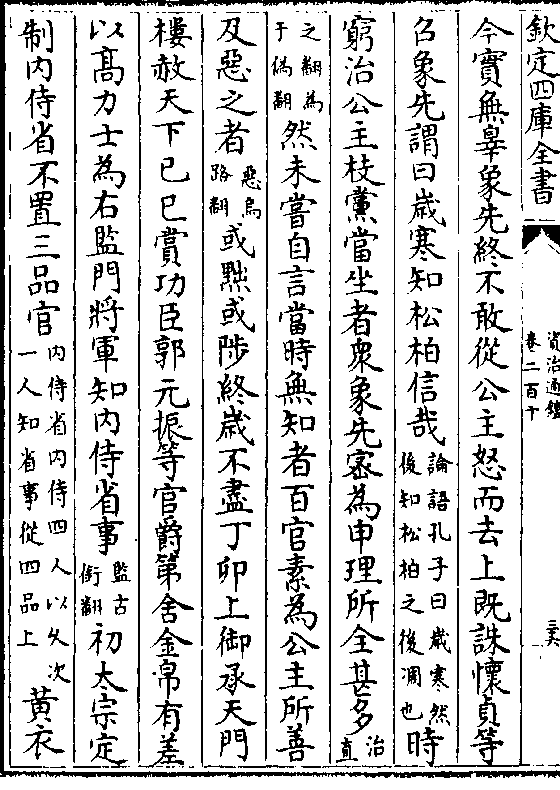 欽定四庫全書
資治通鑑
卷二百十
三六
今實無辠象先終不敢從公主怒而去上既誅懷貞等
召象先謂曰歲寒知松柏信哉論語孔子曰歲寒然後知松柏之後凋也時
窮治公主枝黨當坐者衆象先宻為申理所全甚多治直
之翻為于偽翻然未嘗自言當時無知者百官素為公主所善
及惡之者惡烏路翻或黜或陟終歲不盡丁卯上御承天門
樓赦天下己巳賞功臣郭元振等官爵第舍金帛有差
以髙力士為右監門將軍知内侍省事監古銜翻初太宗定
制内侍省不置三品官内侍省内侍四人以久次一人知省事從四品上黄衣